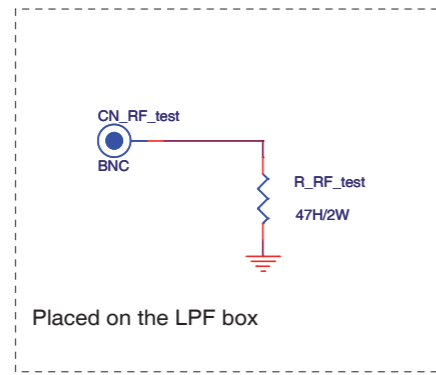 CN_RF_test
BNC
R_RF_test
47H/2W
Placed on the LPF box